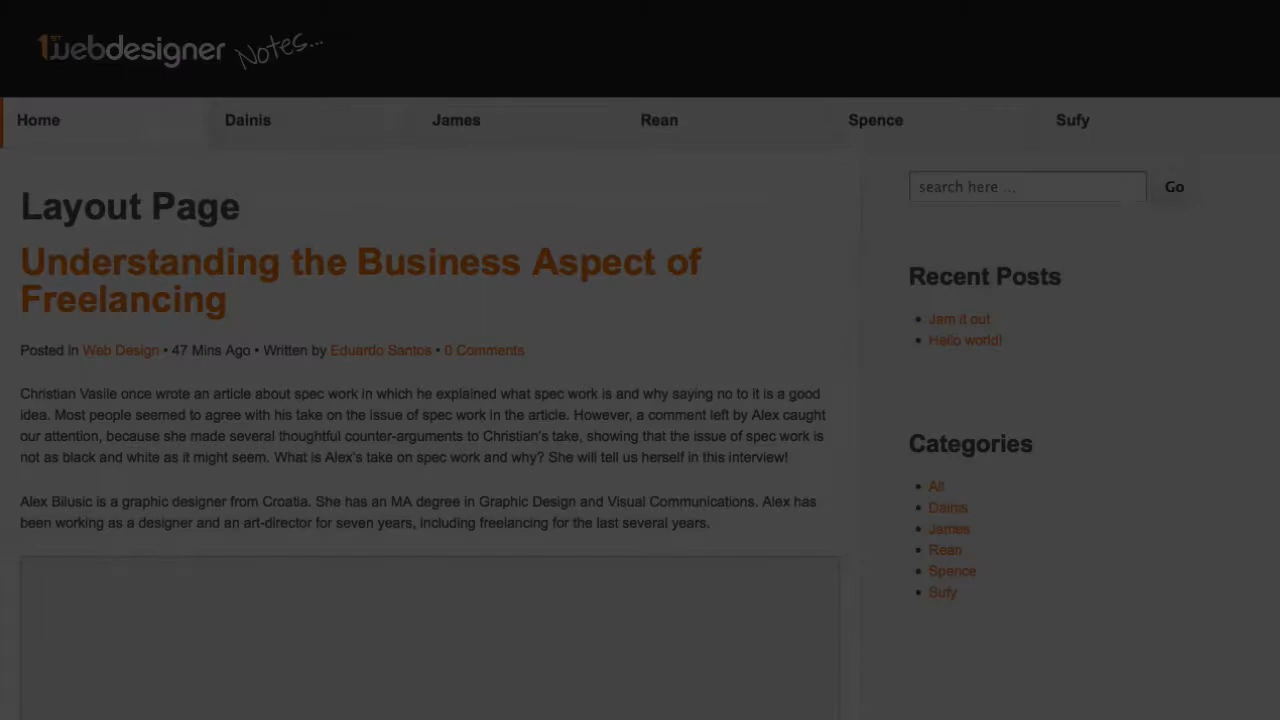 1ST webdesigner Notes...
Home Dainis James Rean Spence Sufy
search here ... Go
Layout Page
Understanding the Business Aspect of
Freelancing
Posted In Web Design • 47 Mins Ago • Written by Eduardo Santos • 0 Comments
Christian Vasile once wrote an article about spec work in which he explained what spec work is and why saying no to it is a good
idea. Most people seemed to agree with his take on the issue of spec work in the article. However, a comment left by Alex caught
our attention, because she made several thoughtful counter-arguments to Christian's take, showing that the issue of spec work is
not as black and white as it might seem. What is Alex's take on spec work and why? She will tell us herself in this interview!
Alex Bilusic is a graphic designer from Croatia. She has an MA degree in Graphic Design and Visual Communications. Alex has
been working as a designer and an art-director for seven years, including freelancing for the last several years.
Recent Posts
• Jam it out
• Hello world!
Categories
• All
• Dainis
• James
• Rean
• Spence
• Sufy